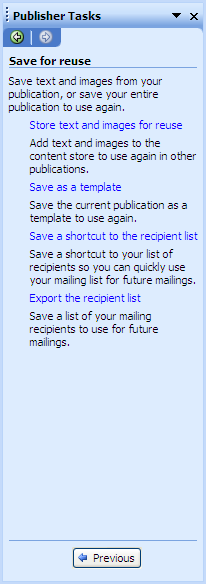 Publisher Tasks
Save for reuse
Save text and images from your
publication, or save your entire
publication to use again.
Store text and images for reuse
Add text and images to the
content store to use again in other
publications.
Save as a template
Save the current publication as a
template to use again.
Save a shortcut to the recipient list
Save a shortcut to your list of
recipients so you can quickly use
your mailing list for future mailings.
Export the recipient list
Save a list of your mailing
recipients to use for future
mailings.
Previous